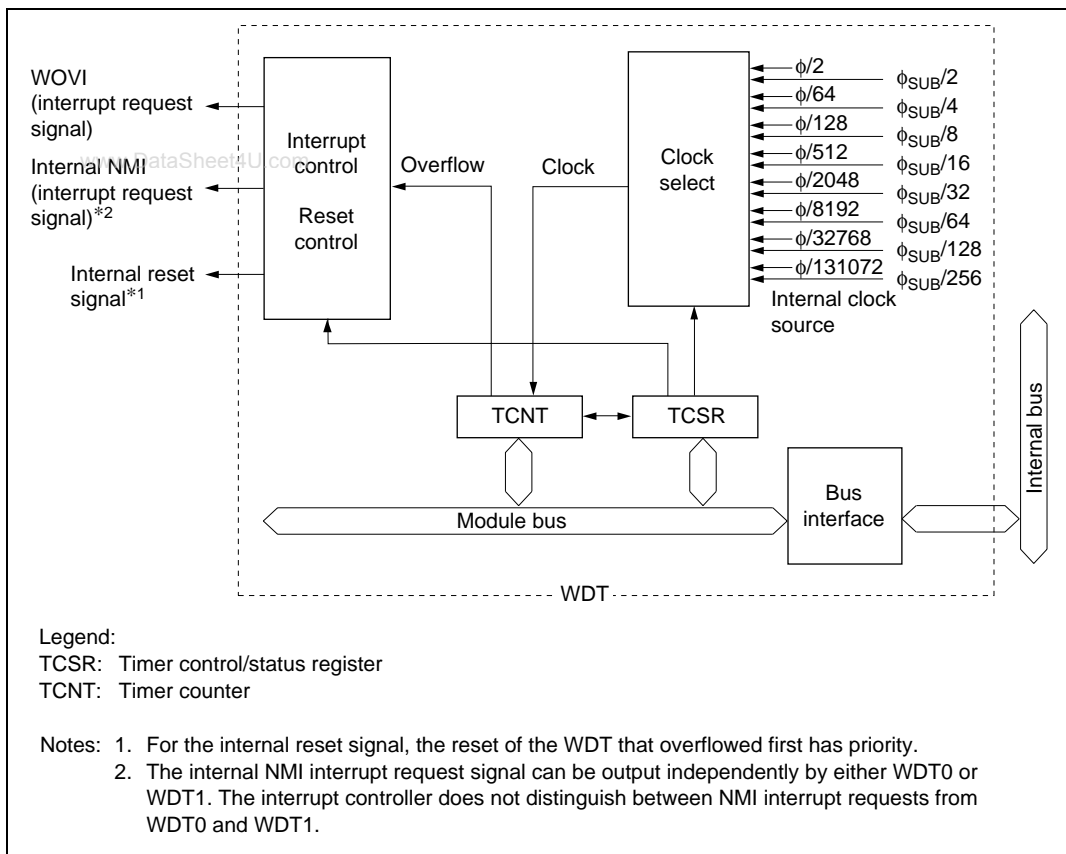 WOVI
(interrupt request
signal)
Internal NMI
(interrupt request
signal)*2
Internal reset
signal*1
www.DataSheet4U.com
Interrupt
control
Reset
control
Overflow
Clock
Clock
select
ϕ/2
ϕ/64
ϕ/128
ϕ/512
ϕ/2048
ϕ/8192
ϕ/32768
ϕ/131072
ϕSUB/2
ϕSUB/4
ϕSUB/8
ϕSUB/16
ϕSUB/32
ϕSUB/64
ϕSUB/128
ϕSUB/256
Internal clock
source
TCNT
TCSR
Module bus
Bus
interface
Internal bus
WDT
Legend:
TCSR: Timer control/status register
TCNT: Timer counter
Notes: 1. For the internal reset signal, the reset of the WDT that overflowed first has priority.
2. The internal NMI interrupt request signal can be output independently by either WDT0 or
WDT1. The interrupt controller does not distinguish between NMI interrupt requests from
WDT0 and WDT1.